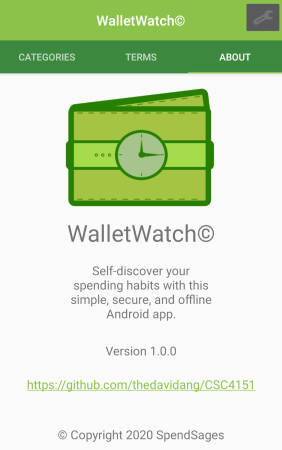 WalletWatch©
CATEGORIES TERMS ABOUT
WalletWatch©
Self-discover your
spending habits with this
simple, secure, and offline
Android app.
Version 1.0.0
https://github.com/thedavidang/CSC4151
© Copyright 2020 SpendSages